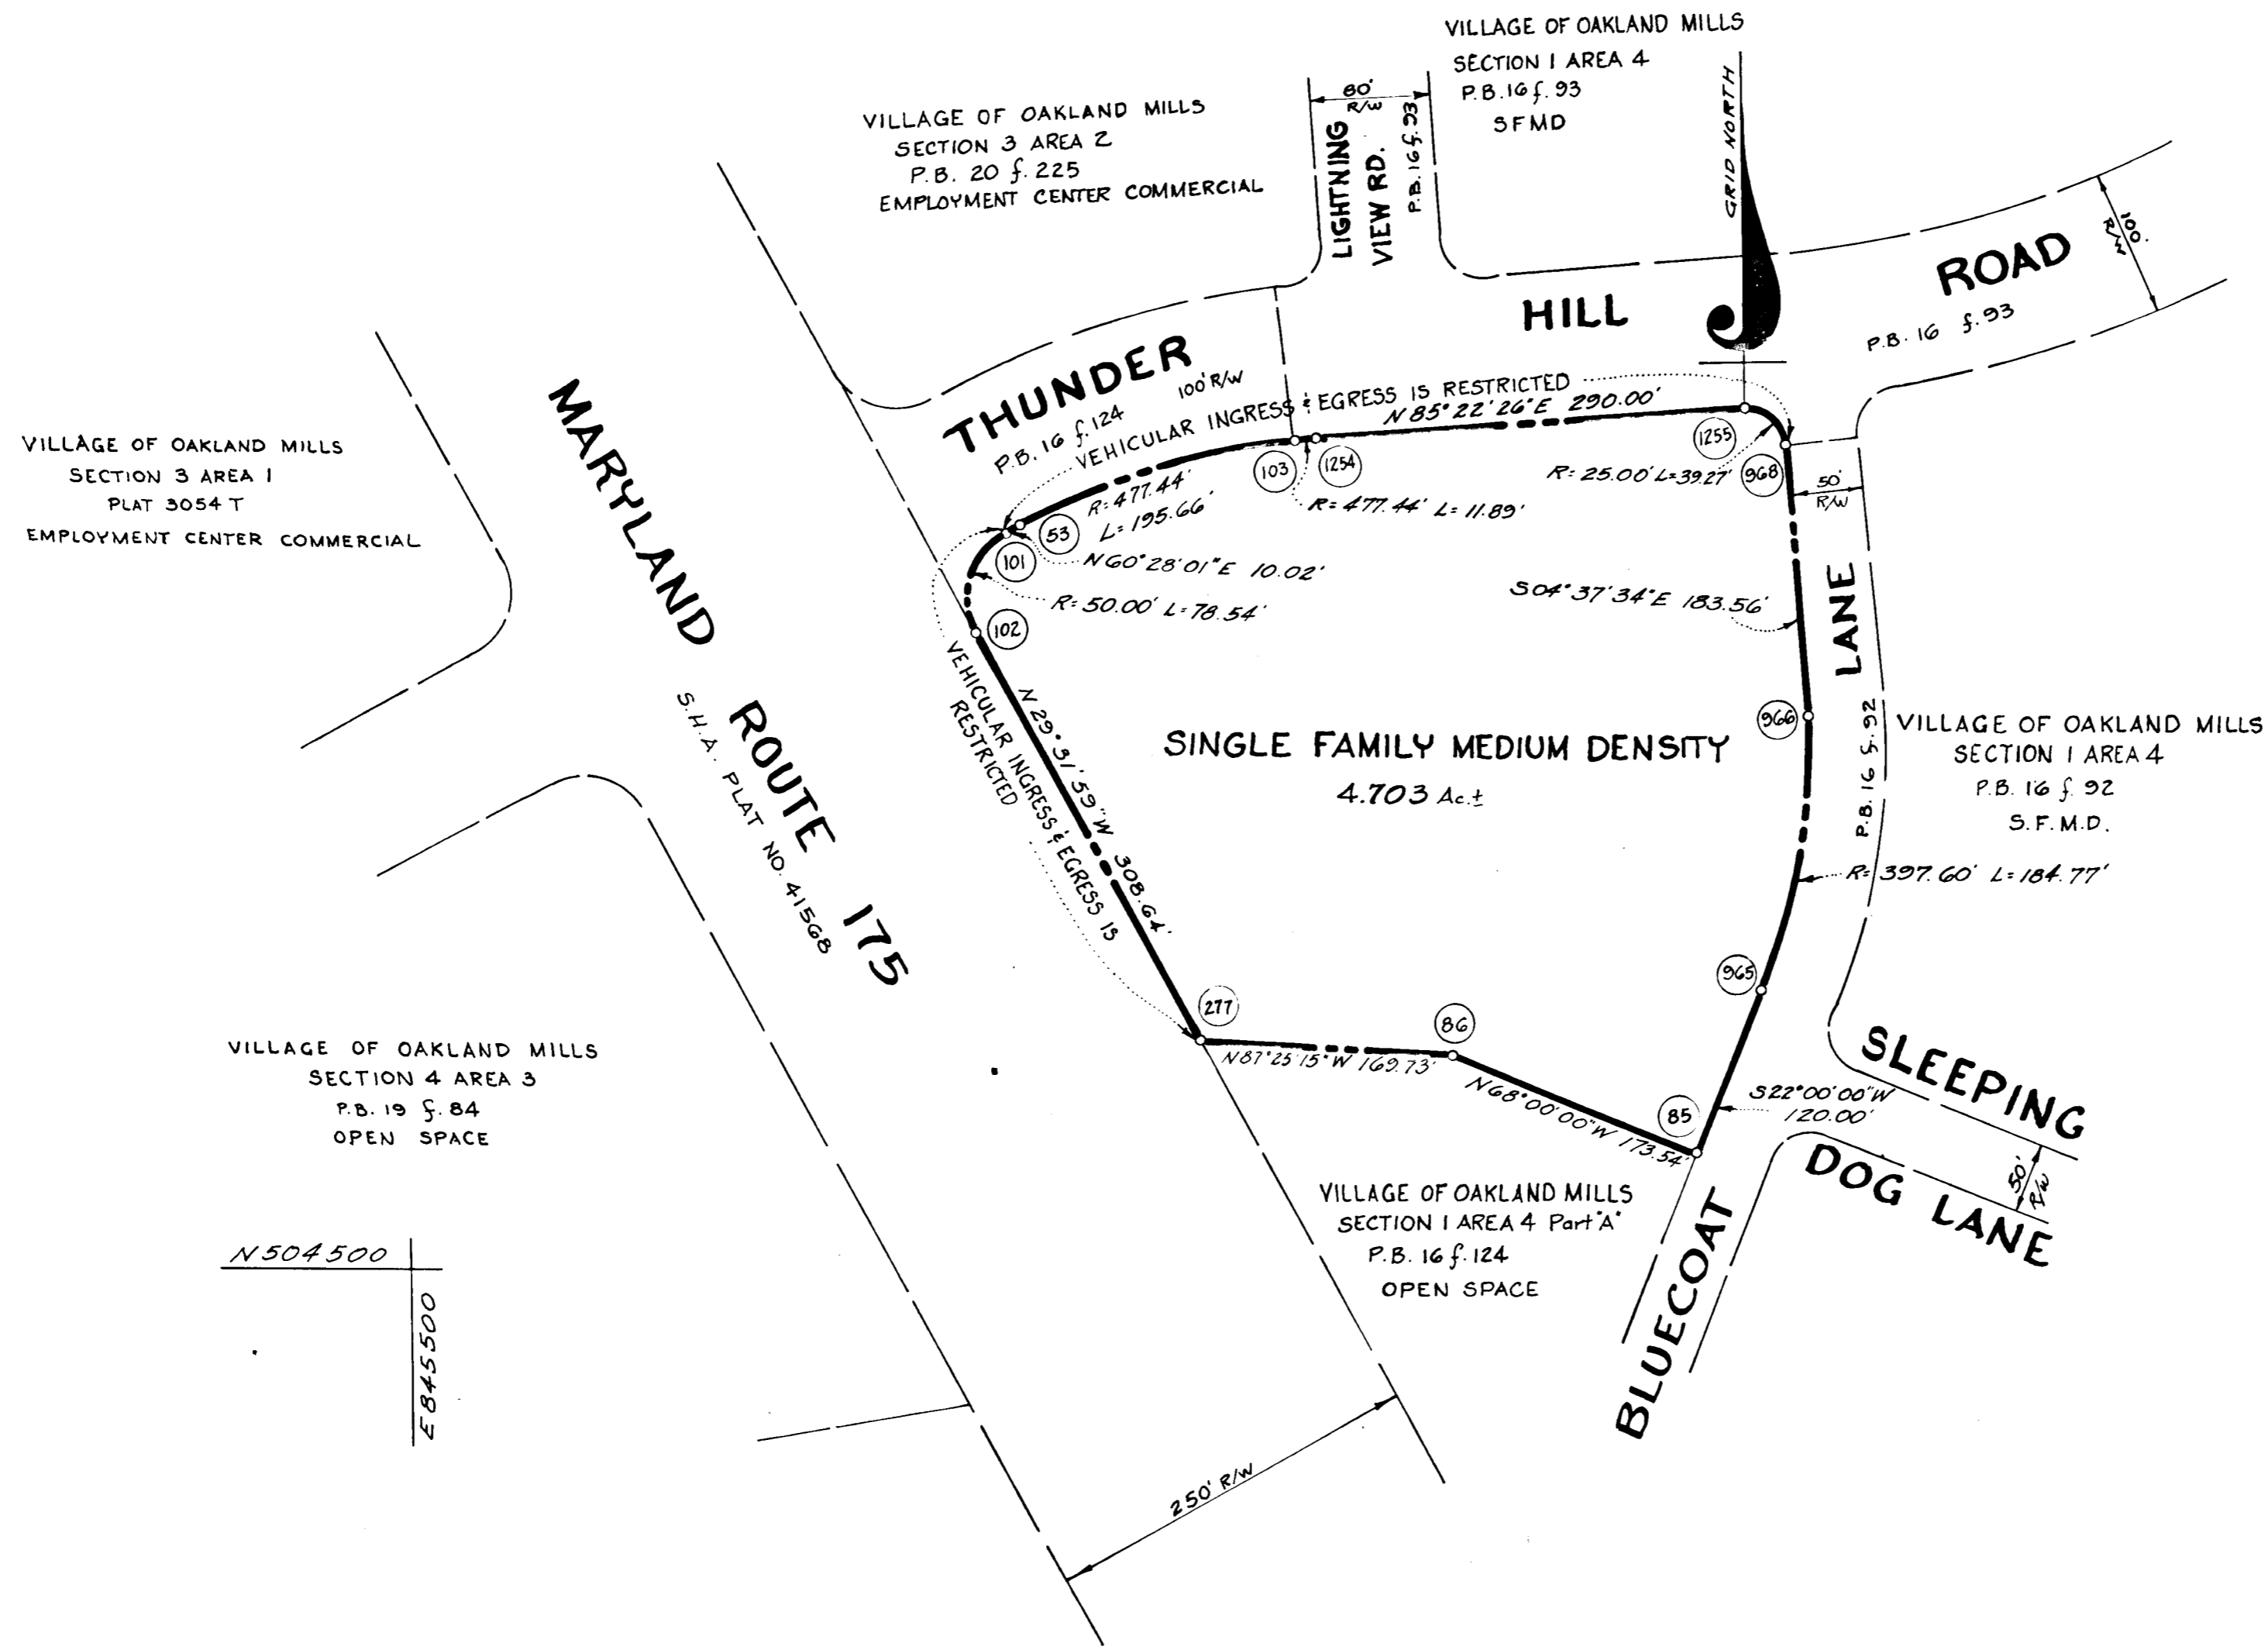 VILLAGE OF OAKLAND MILLS
SECTION 1 AREA 4
P.B. 16 f. 93
SFMD
VILLAGE OF OAKLAND MILLS
SECTION 3 AREA 2
P.B. 20 f. 225
EMPLOYMENT CENTER COMMERCIAL
80'
R/W
LIGHTNING
VIEW RD.
P.B. 16 f. 93
GRID NORTH
THUNDER
HILL
ROAD
P.B. 16 f. 93
100'
R/W
P.B. 16 f. 124
100' R/W
VEHICULAR INGRESS & EGRESS IS RESTRICTED
N 85° 22' 26" E 290.00'
1255
968
103
1254
R= 25.00' L=39.27'
R= 477.44'
L= 195.66'
R= 477.44' L= 11.89'
53
101
N 60° 28' 01" E 10.02'
R= 50.00' L= 78.54'
102
50'
R/W
S 04° 37' 34" E 183.56'
LANE
P.B. 16 f. 92
VILLAGE OF OAKLAND MILLS
SECTION 3 AREA 1
PLAT 3054 T
EMPLOYMENT CENTER COMMERCIAL
MARYLAND ROUTE 175
S.H.A. PLAT NO. 41568
VEHICULAR INGRESS & EGRESS IS
RESTRICTED
N 29° 31' 59" W 308.64'
SINGLE FAMILY MEDIUM DENSITY
4.703 Ac.±
966
VILLAGE OF OAKLAND MILLS
SECTION 1 AREA 4
P.B. 16 f. 92
S.F.M.D.
R= 397.60' L= 184.77'
965
277
86
N 87° 25' 15" W 169.73'
N 68° 00' 00" W 173.54'
85
S 22° 00' 00" W
120.00'
SLEEPING
DOG LANE
50'
R/W
BLUECOAT
VILLAGE OF OAKLAND MILLS
SECTION 4 AREA 3
P.B. 19 f. 84
OPEN SPACE
VILLAGE OF OAKLAND MILLS
SECTION 1 AREA 4 Part "A"
P.B. 16 f. 124
OPEN SPACE
N 504500
E 845500
250' R/W